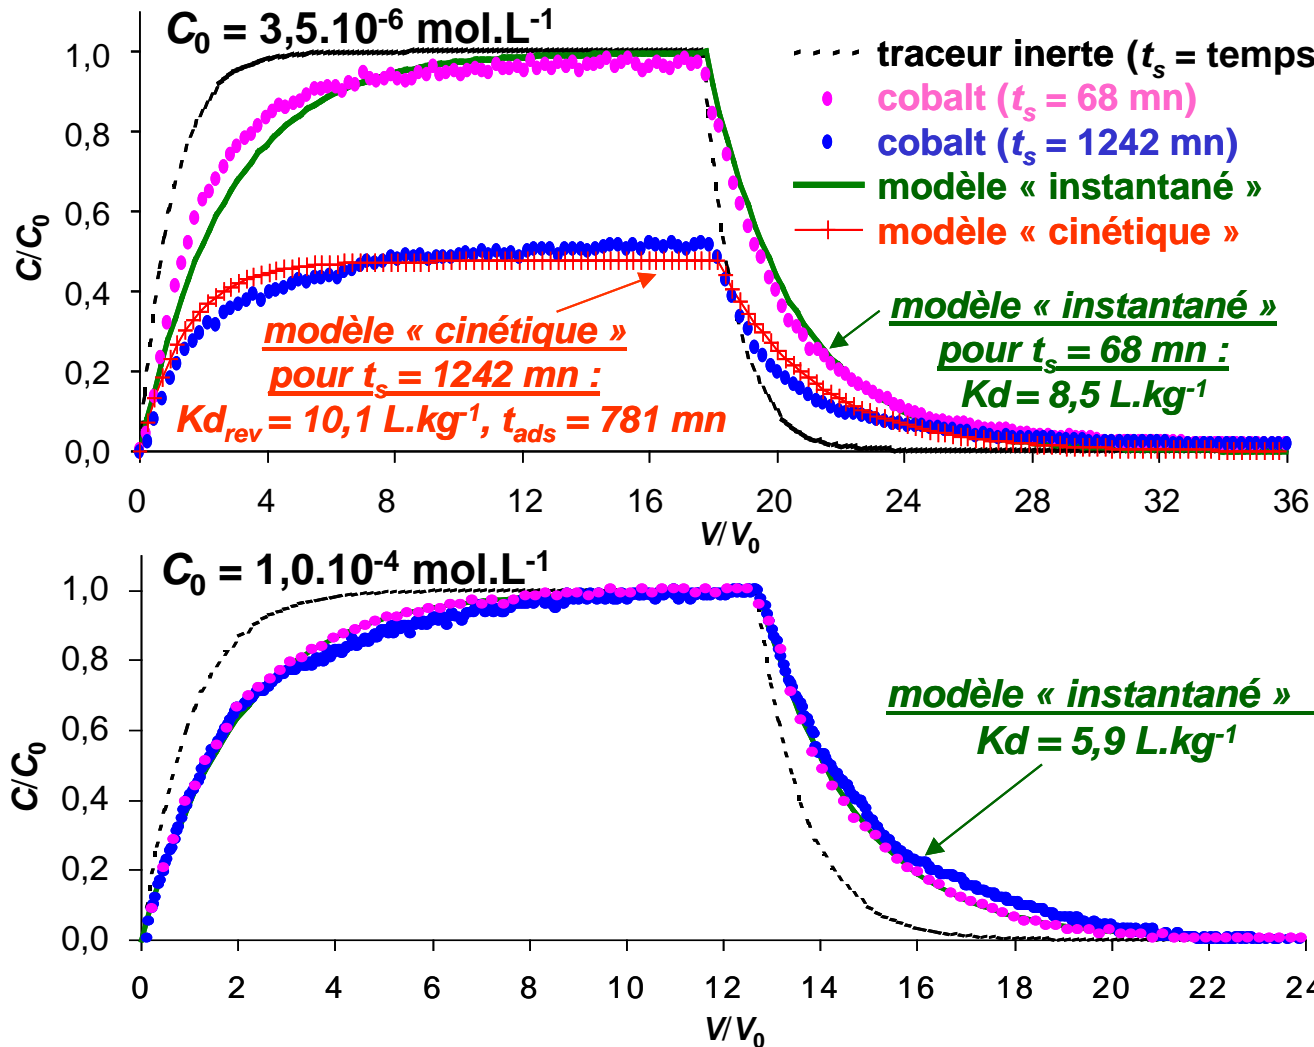 C₀ = 3,5.10⁻⁶ mol.L⁻¹
traceur inerte (tₛ = temps
cobalt (tₛ = 68 mn)
cobalt (tₛ = 1242 mn)
modèle « instantané »
modèle « cinétique »
1,0
0,8
0,6
0,4
0,2
0,0
C/C₀
modèle « cinétique »
pour tₛ = 1242 mn :
Kd_rev = 10,1 L.kg⁻¹, t_ads = 781 mn
modèle « instantané »
pour tₛ = 68 mn :
Kd = 8,5 L.kg⁻¹
0 4 8 12 16 20 24 28 32 36
V/V₀
C₀ = 1,0.10⁻⁴ mol.L⁻¹
1,0
0,8
0,6
0,4
0,2
0,0
C/C₀
modèle « instantané »
Kd = 5,9 L.kg⁻¹
0 2 4 6 8 10 12 14 16 18 20 22 24
V/V₀